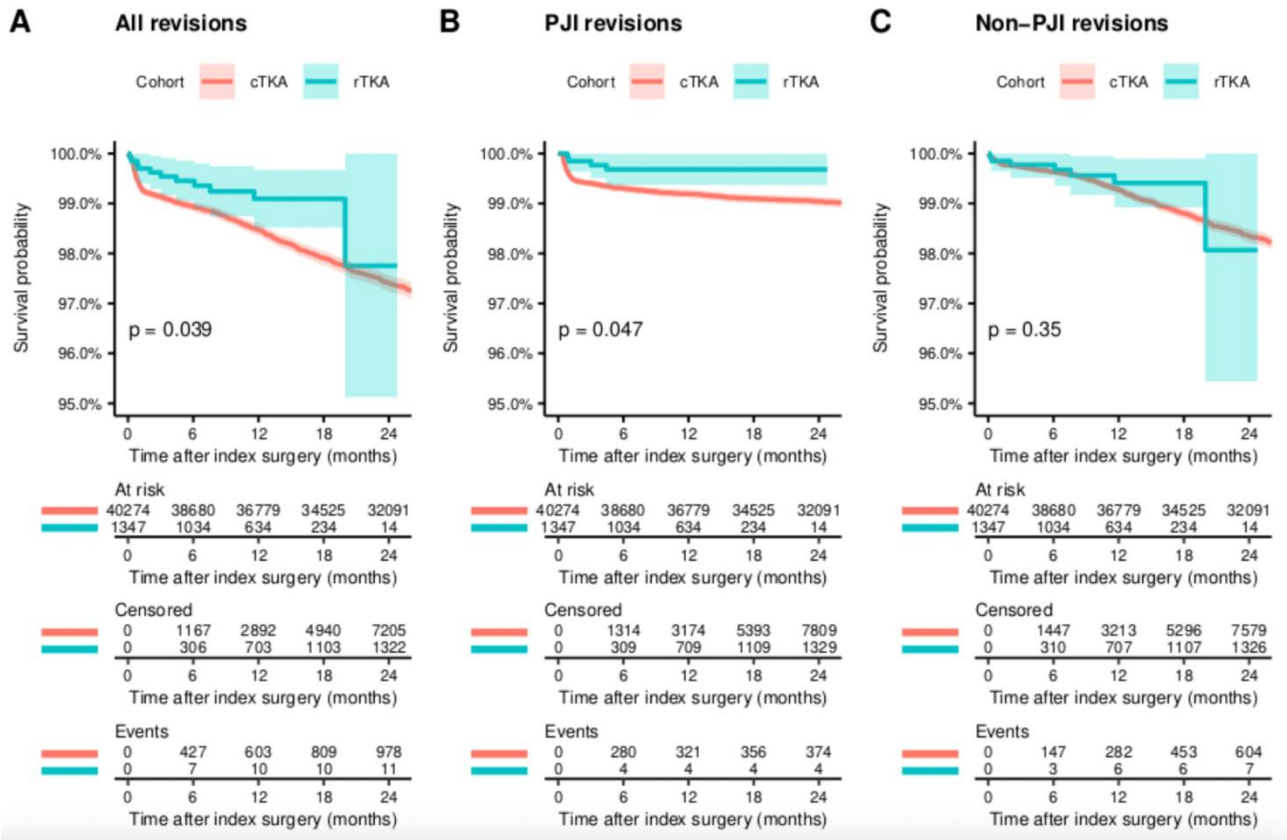 A All revisions
Cohort cTKA rTKA
Survival probability
100.0%
99.0%
98.0%
97.0%
96.0%
95.0%
p = 0.039
0 6 12 18 24
Time after index surgery (months)
At risk
40274 38680 36779 34525 32091
1347 1034 634 234 14
0 6 12 18 24
Time after index surgery (months)
Censored
0 1167 2892 4940 7205
0 306 703 1103 1322
0 6 12 18 24
Time after index surgery (months)
Events
0 427 603 809 978
0 7 10 10 11
0 6 12 18 24
Time after index surgery (months)
B PJI revisions
Cohort cTKA rTKA
Survival probability
100.0%
99.0%
98.0%
97.0%
96.0%
95.0%
p = 0.047
0 6 12 18 24
Time after index surgery (months)
At risk
40274 38680 36779 34525 32091
1347 1034 634 234 14
0 6 12 18 24
Time after index surgery (months)
Censored
0 1314 3174 5393 7809
0 309 709 1109 1329
0 6 12 18 24
Time after index surgery (months)
Events
0 280 321 356 374
0 4 4 4 4
0 6 12 18 24
Time after index surgery (months)
C Non–PJI revisions
Cohort cTKA rTKA
Survival probability
100.0%
99.0%
98.0%
97.0%
96.0%
95.0%
p = 0.35
0 6 12 18 24
Time after index surgery (months)
At risk
40274 38680 36779 34525 32091
1347 1034 634 234 14
0 6 12 18 24
Time after index surgery (months)
Censored
0 1447 3213 5296 7579
0 310 707 1107 1326
0 6 12 18 24
Time after index surgery (months)
Events
0 147 282 453 604
0 3 6 6 7
0 6 12 18 24
Time after index surgery (months)